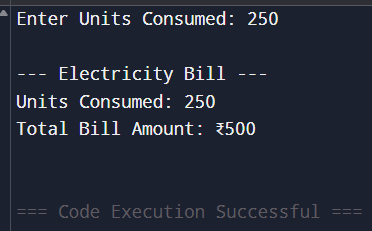 Enter Units Consumed: 250
--- Electricity Bill ---
Units Consumed: 250
Total Bill Amount: ₹500
=== Code Execution Successful ===